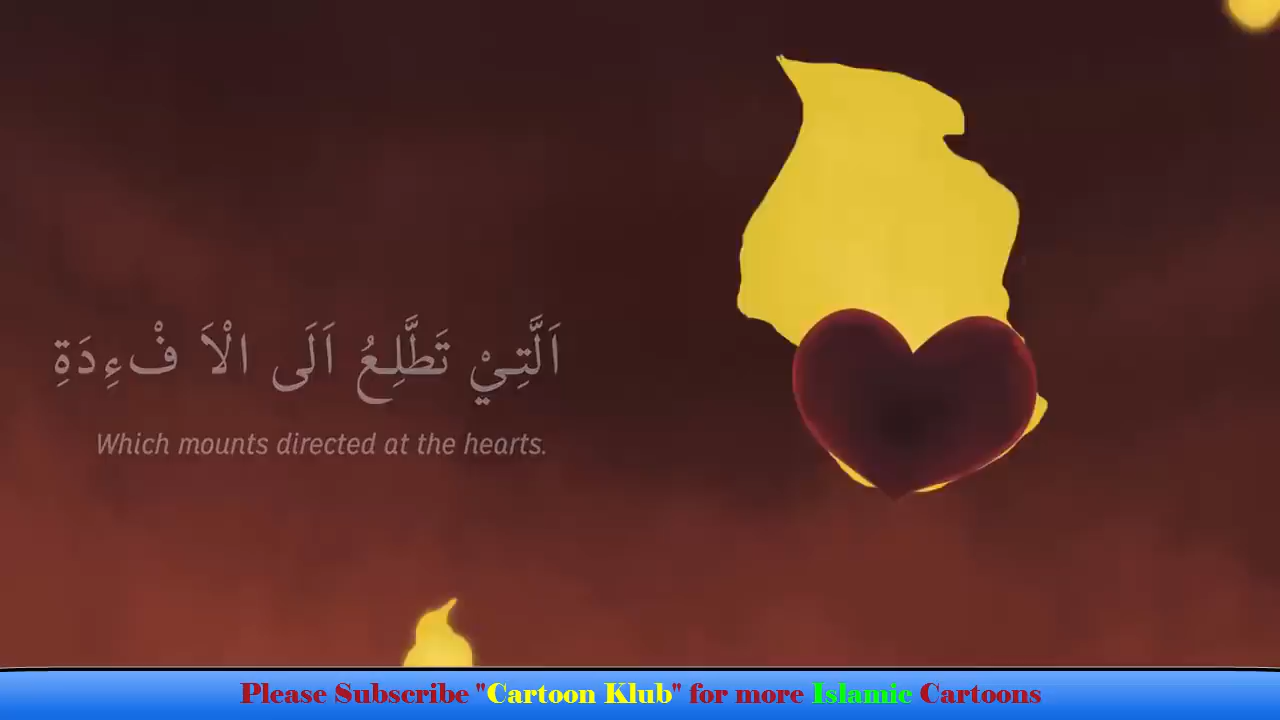 اَلَّتِيْ تَطَّلِعُ اَلَى الْاَ فْءِدَةِ
Which mounts directed at the hearts.
Please Subscribe "Cartoon Klub" for more Islamic Cartoons